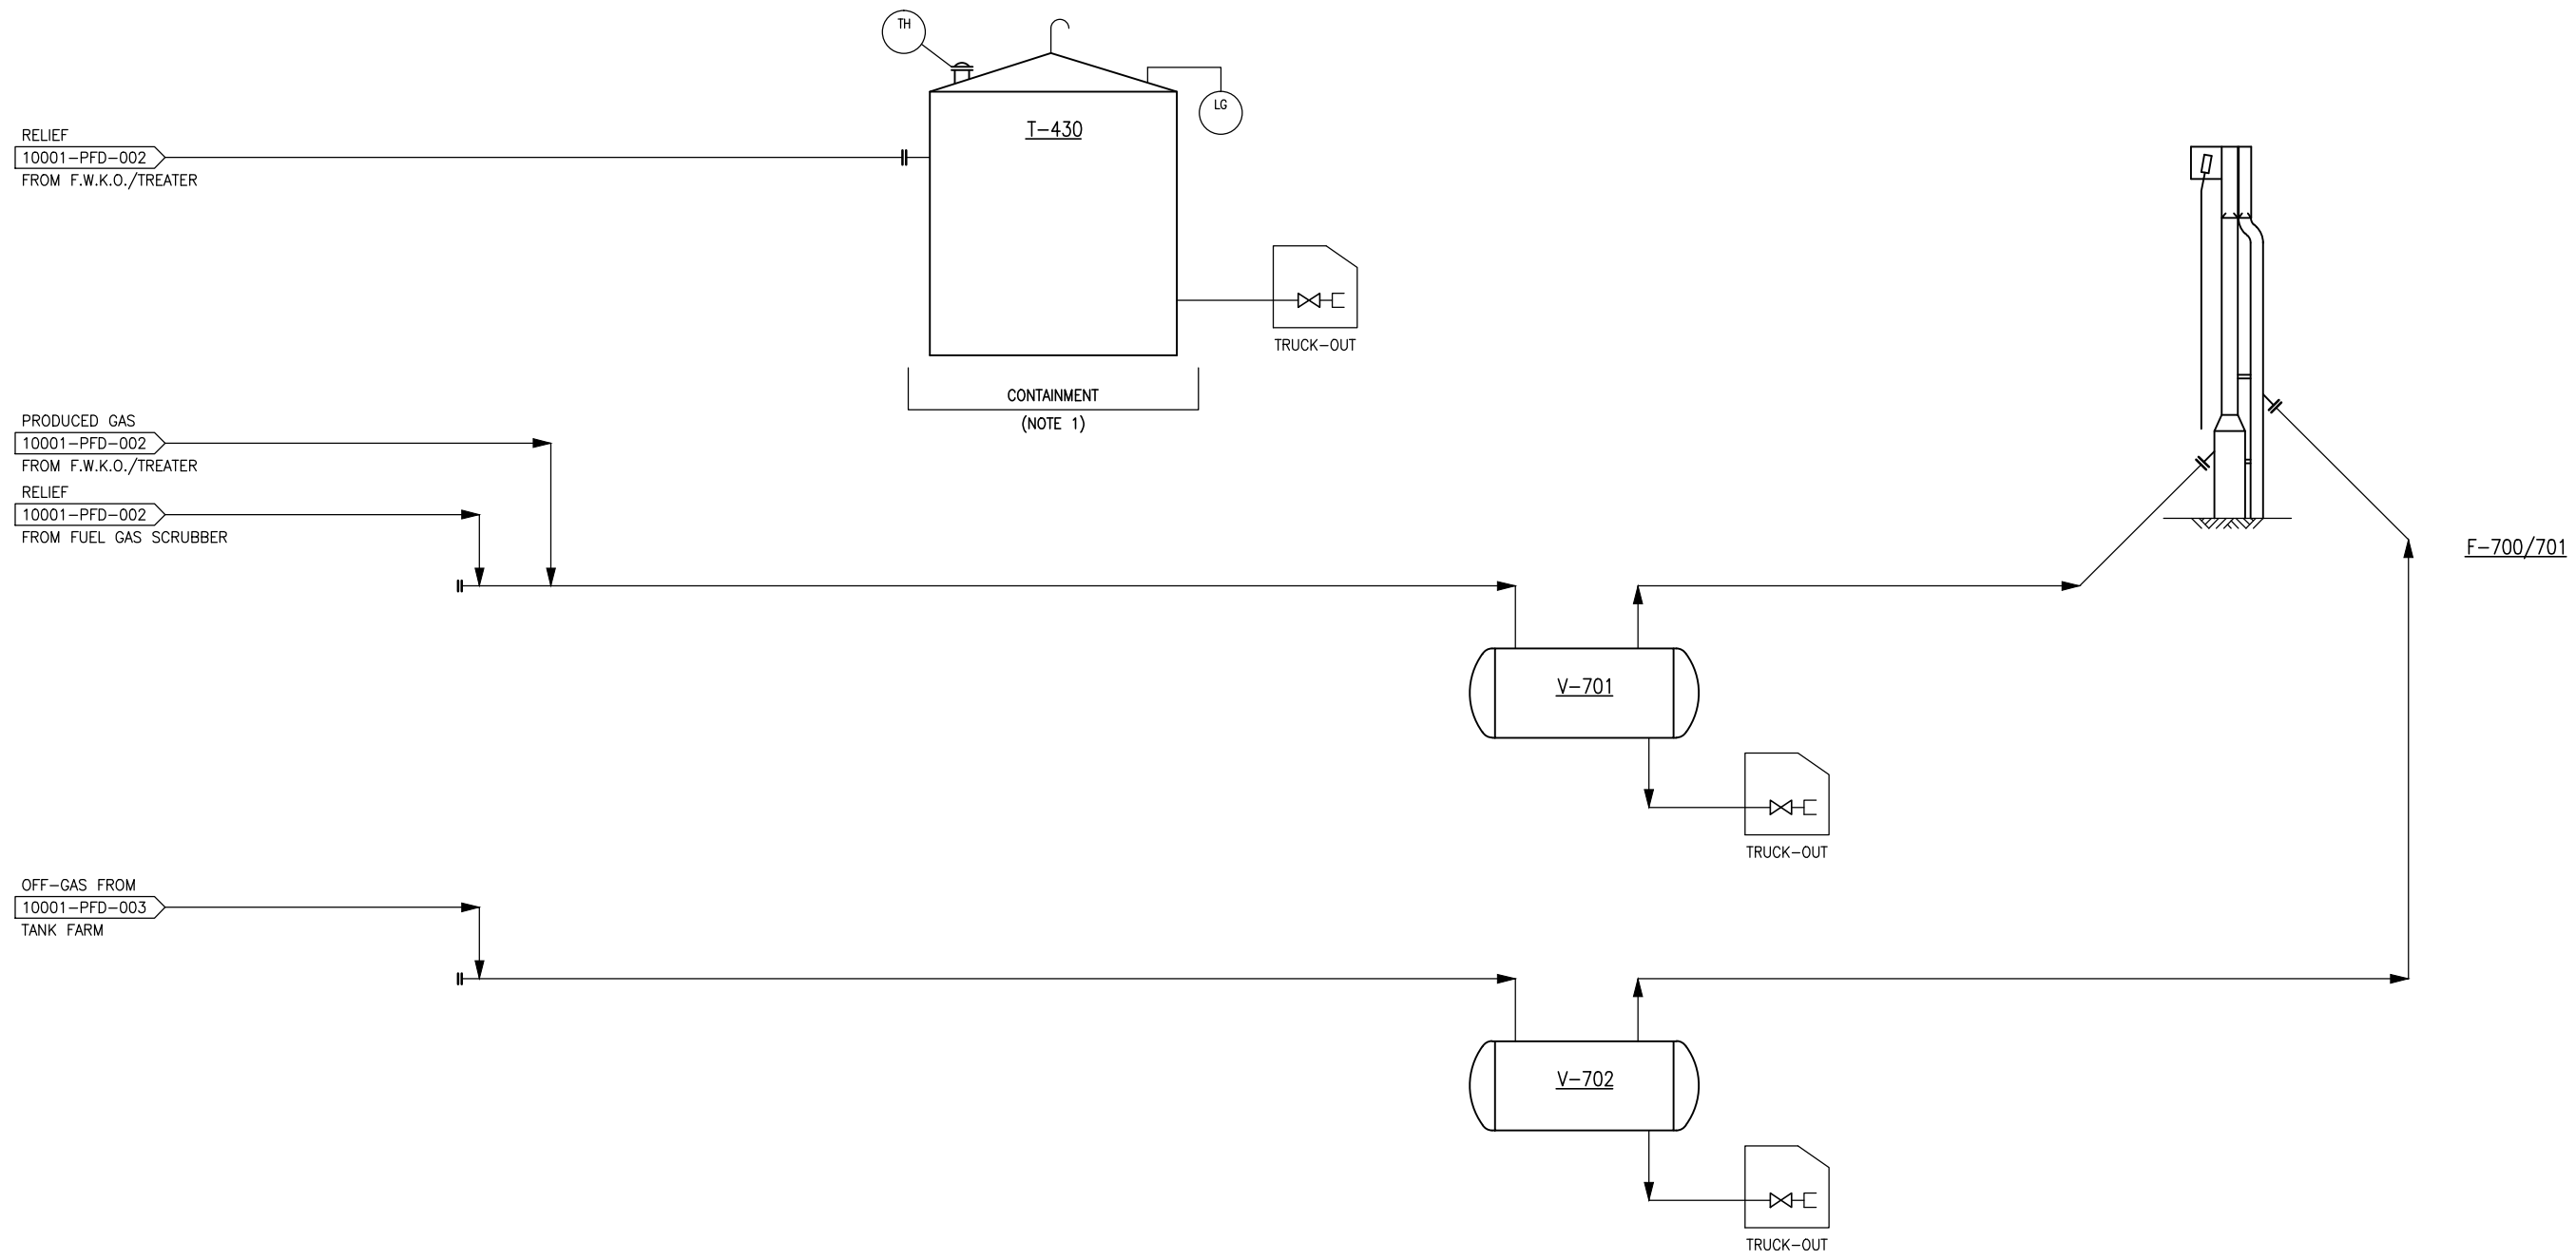 TH
LG
T-430
RELIEF
10001-PFD-002
FROM F.W.K.O./TREATER
TRUCK-OUT
CONTAINMENT
(NOTE 1)
PRODUCED GAS
10001-PFD-002
FROM F.W.K.O./TREATER
RELIEF
10001-PFD-002
FROM FUEL GAS SCRUBBER
F-700/701
V-701
TRUCK-OUT
OFF-GAS FROM
10001-PFD-003
TANK FARM
V-702
TRUCK-OUT